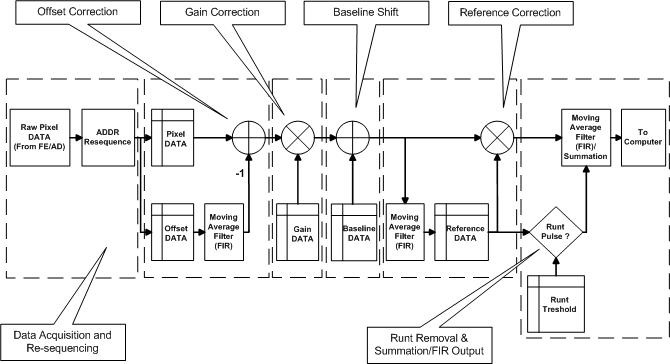 Offset Correction
Gain Correction
Baseline Shift
Reference Correction
Raw Pixel
DATA
(From FE/AD)
ADDR
Resequence
Pixel
DATA
Moving
Average
Filter
(FIR)/
Summation
To
Computer
-1
Offset
DATA
Moving
Average
Filter
(FIR)
Gain
DATA
Baseline
DATA
Moving
Average
Filter
(FIR)
Reference
DATA
Runt
Pulse ?
Runt
Treshold
Data Acquisition and
Re-sequencing
Runt Removal &
Summation/FIR Output